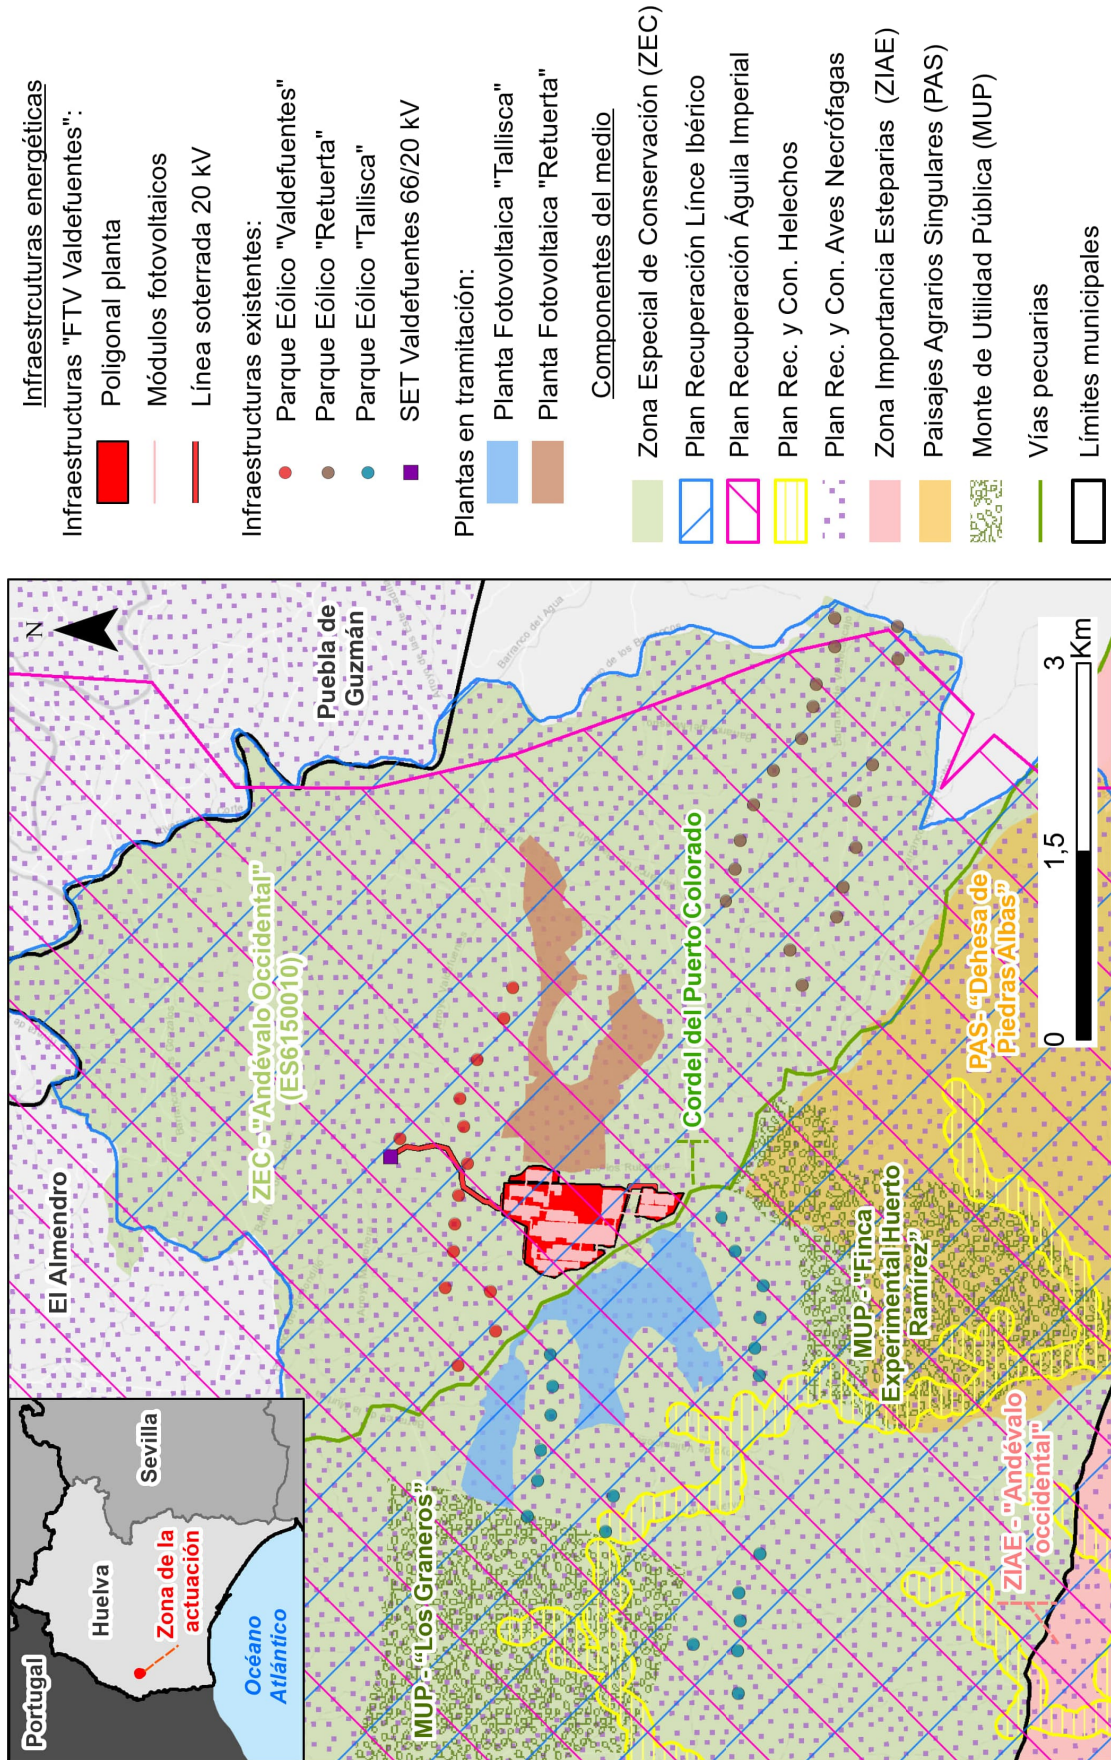 Portugal
Huelva
Sevilla
Zona de la
actuación
Océano
Atlántico
N
El Almendro
Puebla de
Guzmán
ZEC-"Andévalo Occidental"
(ES6150010)
MUP - “Los Graneros”
Cordel del Puerto Colorado
MUP - "Finca
Experimental Huerto
Ramírez”
PAS-“Dehesa de
Piedras Albas”
ZIAE - "Andévalo
occidental"
Barranco del Agua
0
1,5
3
Km
Infraestrcuturas energéticas
Infraestructuras "FTV Valdefuentes":
Poligonal planta
Módulos fotovoltaicos
Línea soterrada 20 kV
Infraestructuras existentes:
Parque Eólico "Valdefuentes"
Parque Eólico "Retuerta"
Parque Eólico "Tallisca"
SET Valdefuentes 66/20 kV
Plantas en tramitación:
Planta Fotovoltaica "Tallisca"
Planta Fotovoltaica "Retuerta"
Componentes del medio
Zona Especial de Conservación (ZEC)
Plan Recuperación Línce Ibérico
Plan Recuperación Águila Imperial
Plan Rec. y Con. Helechos
Plan Rec. y Con. Aves Necrófagas
Zona Importancia Esteparias (ZIAE)
Paisajes Agrarios Singulares (PAS)
Monte de Utilidad Pública (MUP)
Vías pecuarias
Límites municipales